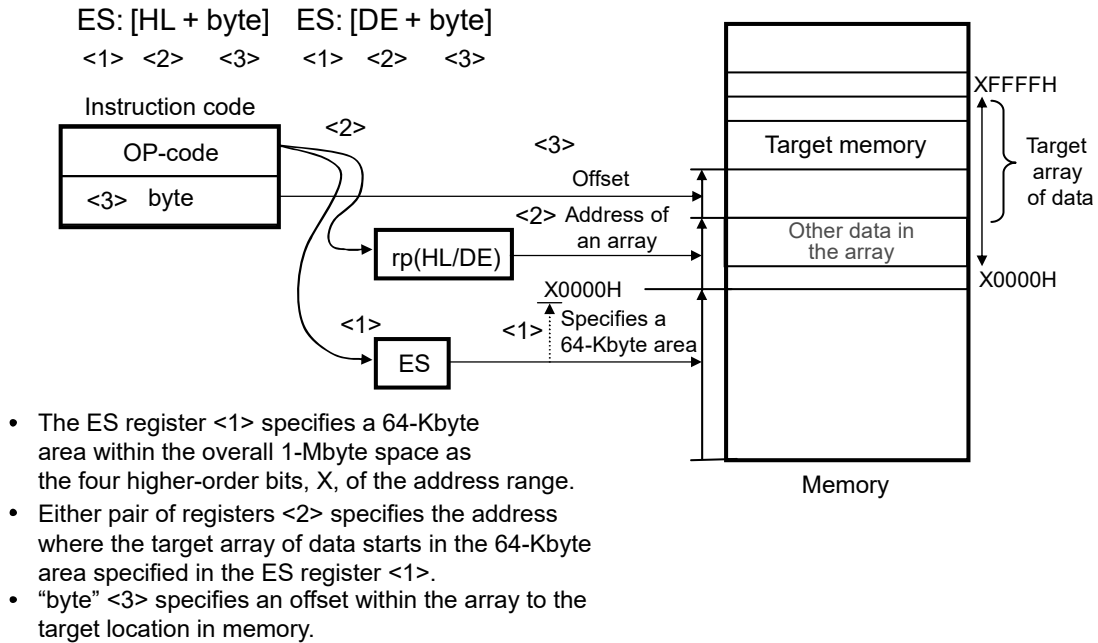 ES: [HL + byte] ES: [DE + byte]
<1> <2> <3> <1> <2> <3>
Instruction code
OP-code
<3> byte
<2>
<3>
Offset
<2> Address of
an array
rp(HL/DE)
X0000H
<1>
<1>
Specifies a
64-Kbyte area
ES
XFFFFH
Target memory
Target
array
of data
Other data in
the array
X0000H
Memory
• The ES register <1> specifies a 64-Kbyte
area within the overall 1-Mbyte space as
the four higher-order bits, X, of the address range.
• Either pair of registers <2> specifies the address
where the target array of data starts in the 64-Kbyte
area specified in the ES register <1>.
• “byte” <3> specifies an offset within the array to the
target location in memory.